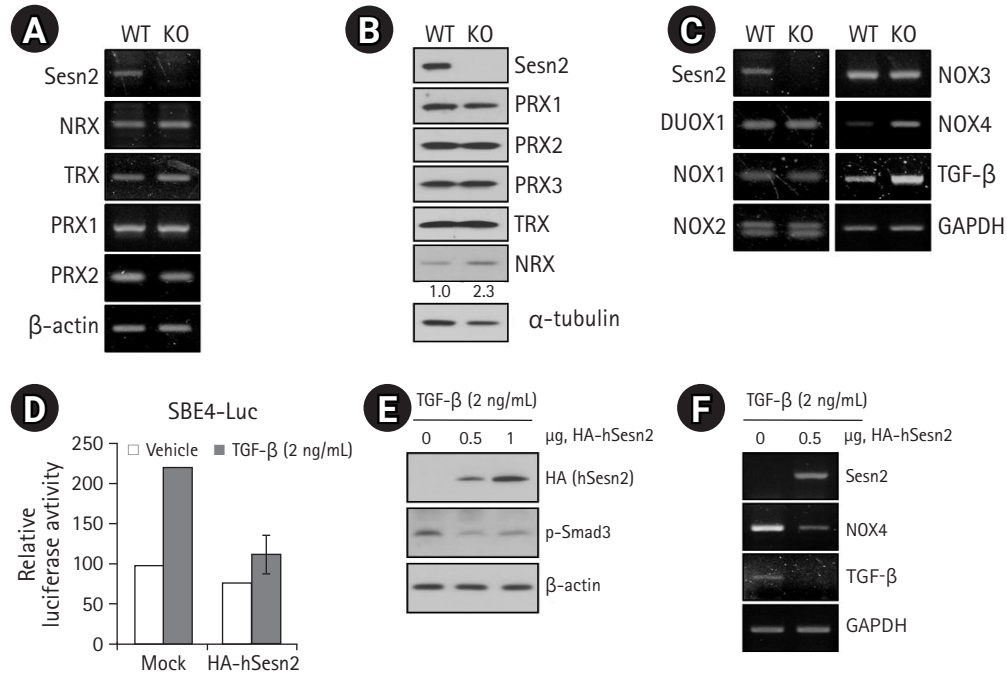 A
WT KO
Sesn2
NRX
TRX
PRX1
PRX2
β-actin
B
WT KO
Sesn2
PRX1
PRX2
PRX3
TRX
NRX
1.0 2.3
α-tubulin
C
WT KO WT KO
Sesn2 NOX3
DUOX1 NOX4
NOX1 TGF-β
NOX2 GAPDH
D
SBE4-Luc
Vehicle TGF-β (2 ng/mL)
Relative
luciferase avtivity
250
200
150
100
50
0
Mock HA-hSesn2
E
TGF-β (2 ng/mL)
0 0.5 1 μg, HA-hSesn2
HA (hSesn2)
p-Smad3
β-actin
F
TGF-β (2 ng/mL)
0 0.5 μg, HA-hSesn2
Sesn2
NOX4
TGF-β
GAPDH